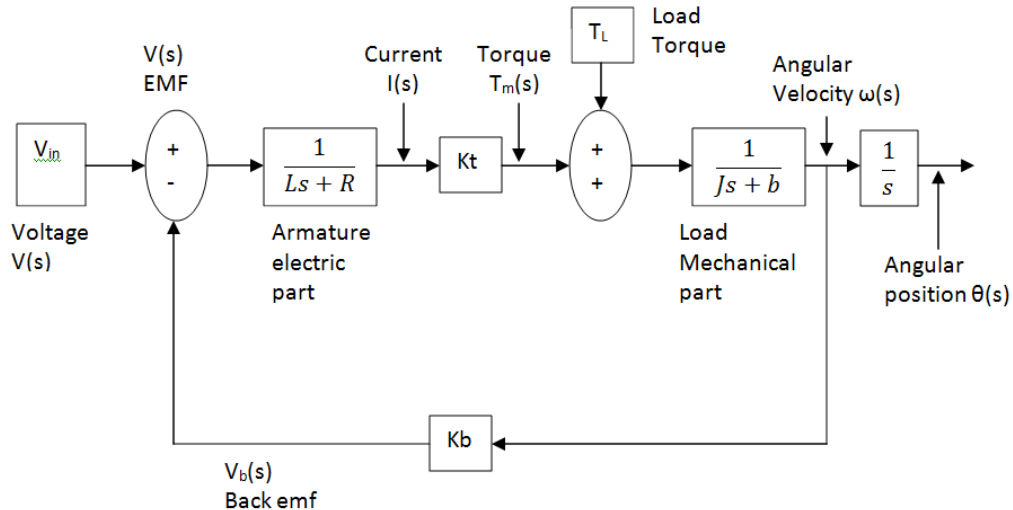 V(s)
EMF
Current
I(s)
Torque
Tm(s)
TL
Load
Torque
Angular
Velocity ω(s)
Vin
+
-
1
Ls + R
Kt
+
+
1
Js + b
1
s
Voltage
V(s)
Armature
electric
part
Load
Mechanical
part
Angular
position θ(s)
Kb
Vb(s)
Back emf